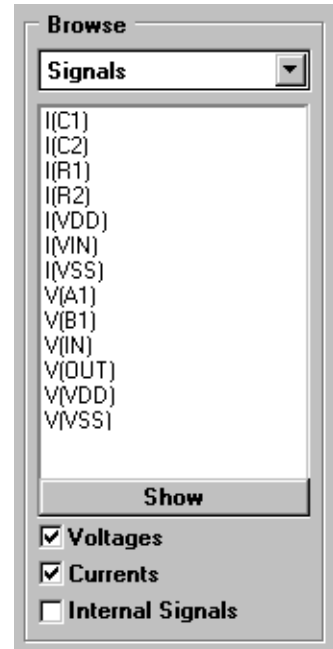 Browse
Signals
I(C1)
I(C2)
I(R1)
I(R2)
I(VDD)
I(VIN)
I(VSS)
V(A1)
V(B1)
V(IN)
V(OUT)
V(VDD)
V(VSS)
Show
Voltages
Currents
Internal Signals